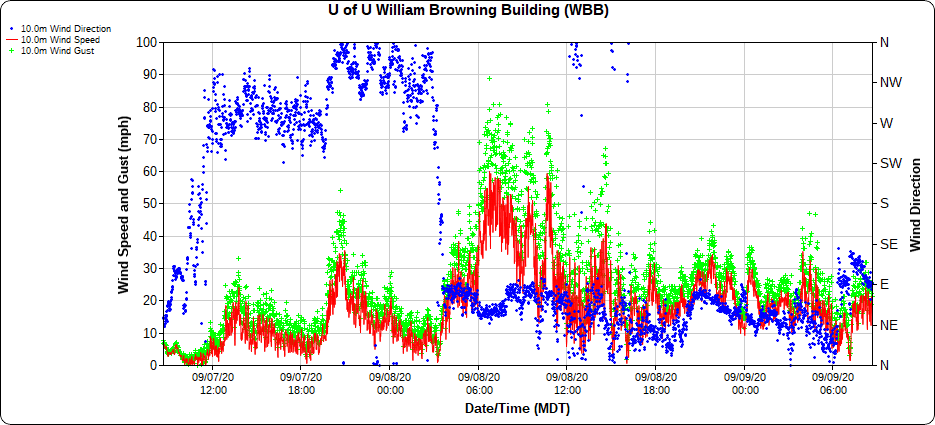 U of U William Browning Building (WBB)
10.0m Wind Direction
10.0m Wind Speed
10.0m Wind Gust
Wind Speed and Gust (mph)
100
90
80
70
60
50
40
30
20
10
0
N
NW
W
SW
S
SE
E
NE
N
Wind Direction
09/07/20 09/07/20 09/08/20 09/08/20 09/08/20 09/08/20 09/09/20 09/09/20
12:00 18:00 00:00 06:00 12:00 18:00 00:00 06:00
Date/Time (MDT)